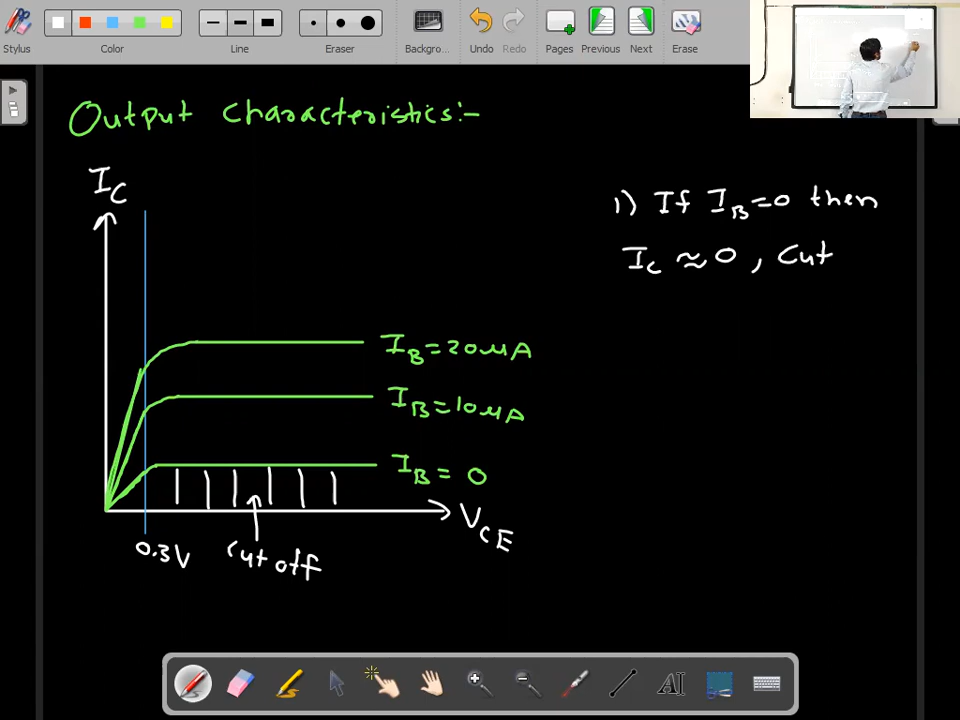 Stylus
Color
Line
Eraser
Backgro...
Undo
Redo
Pages
Previous
Next
Erase
Output Characteristics:-
IC
1) If IB=0 then
IC ≈ 0, Cut
IB=20μA
IB=10μA
IB= 0
VCE
0.3V
Cut off
AI